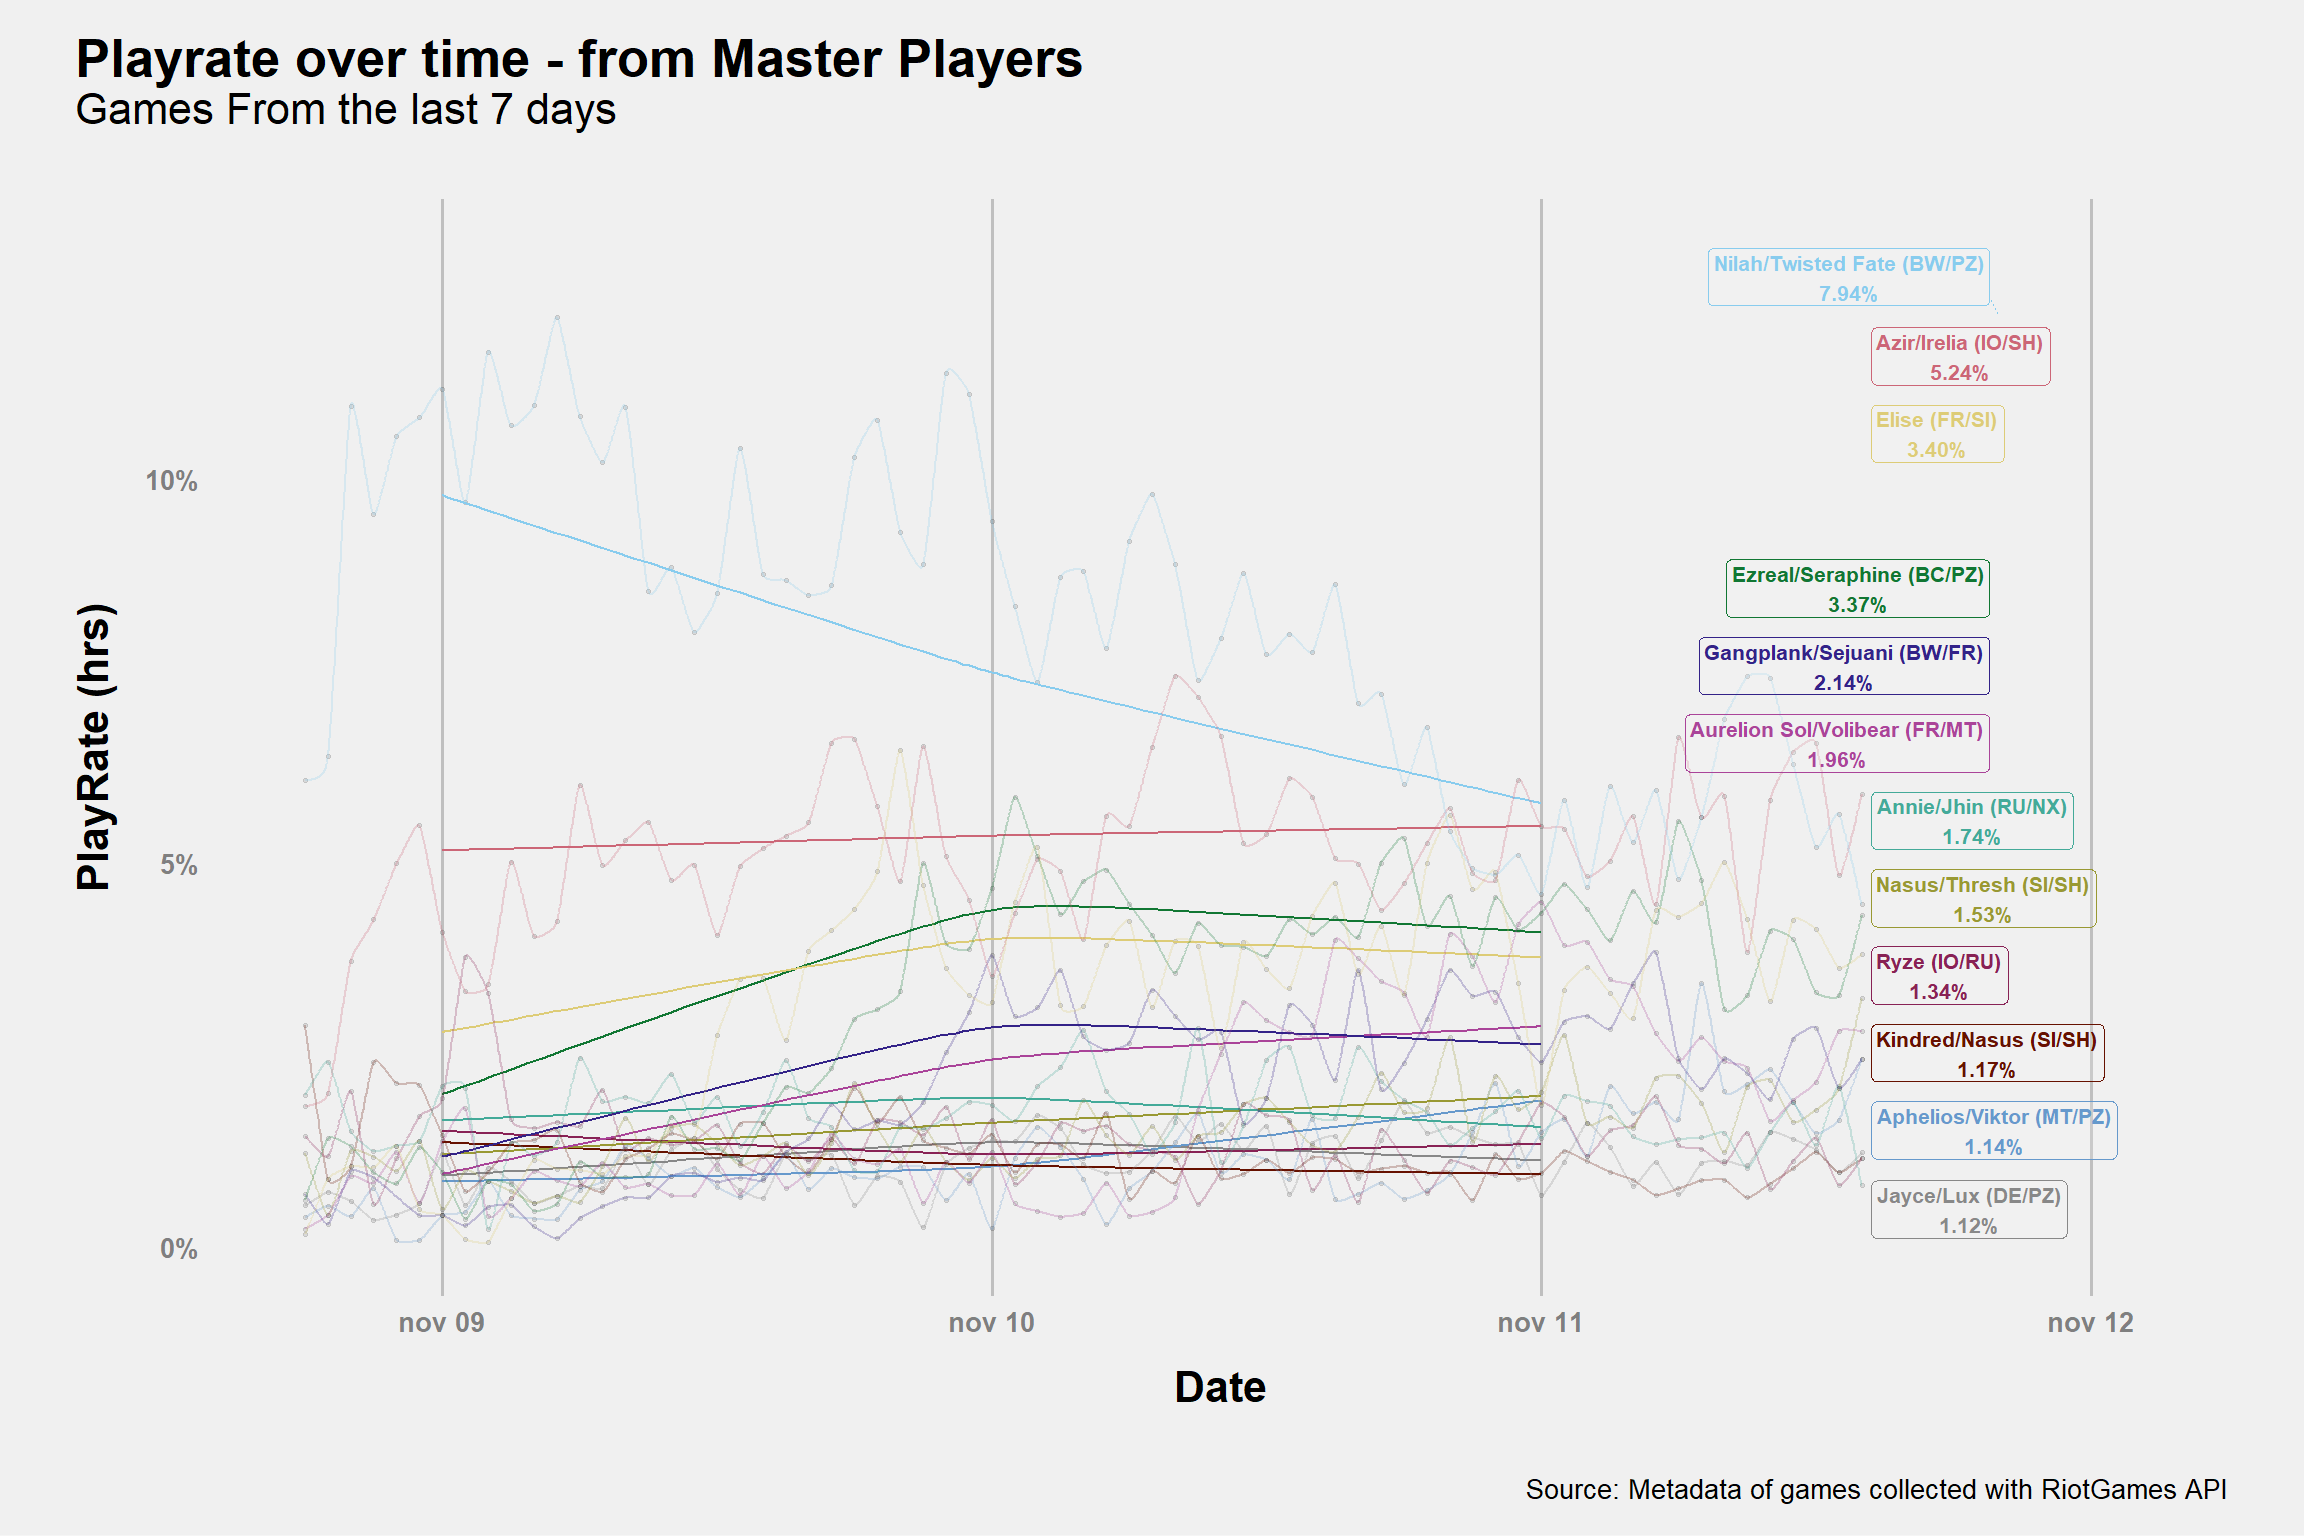 Playrate over time - from Master Players
Games From the last 7 days
PlayRate (hrs)
10%
5%
0%
Nilah/Twisted Fate (BW/PZ)
7.94%
Azir/Irelia (IO/SH)
5.24%
Elise (FR/SI)
3.40%
Ezreal/Seraphine (BC/PZ)
3.37%
Gangplank/Sejuani (BW/FR)
2.14%
Aurelion Sol/Volibear (FR/MT)
1.96%
Annie/Jhin (RU/NX)
1.74%
Nasus/Thresh (SI/SH)
1.53%
Ryze (IO/RU)
1.34%
Kindred/Nasus (SI/SH)
1.17%
Aphelios/Viktor (MT/PZ)
1.14%
Jayce/Lux (DE/PZ)
1.12%
nov 09
nov 10
nov 11
nov 12
Date
Source: Metadata of games collected with RiotGames API